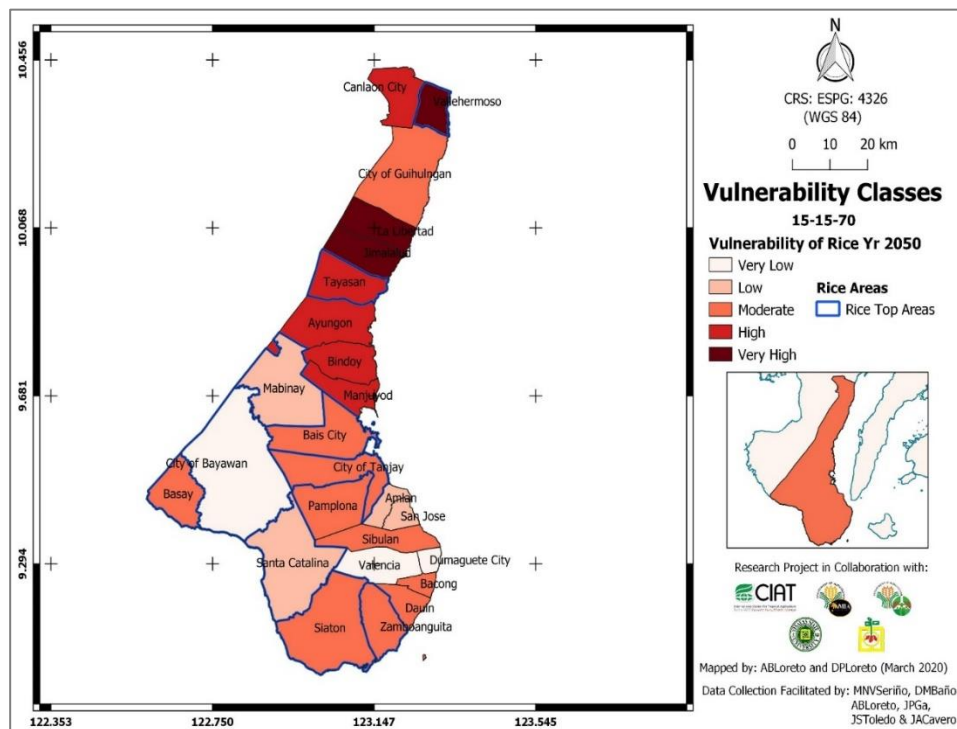 10.456
10.068
9.681
9.294
122.353
122.750
123.147
123.545
Canlaon City
Vallehermoso
City of Guihulngan
La Libertad
Jimalalud
Tayasan
Ayungon
Bindoy
Mabinay
Manjuyod
Bais City
City of Bayawan
City of Tanjay
Basay
Pamplona
Amlan
San Jose
Sibulan
Santa Catalina
Valencia
Dumaguete City
Bacong
Dauin
Siaton
Zamboanguita
N
CRS: ESPG: 4326
(WGS 84)
0 10 20 km
Vulnerability Classes
15-15-70
Vulnerability of Rice Yr 2050
Very Low
Low
Moderate
High
Very High
Rice Areas
Rice Top Areas
Research Project in Collaboration with:
CIAT
Mapped by: ABLoreto and DPLoreto (March 2020)
Data Collection Facilitated by: MNVSeriño, DMBaño
ABLoreto, JPGa,
JSToledo & JACavero